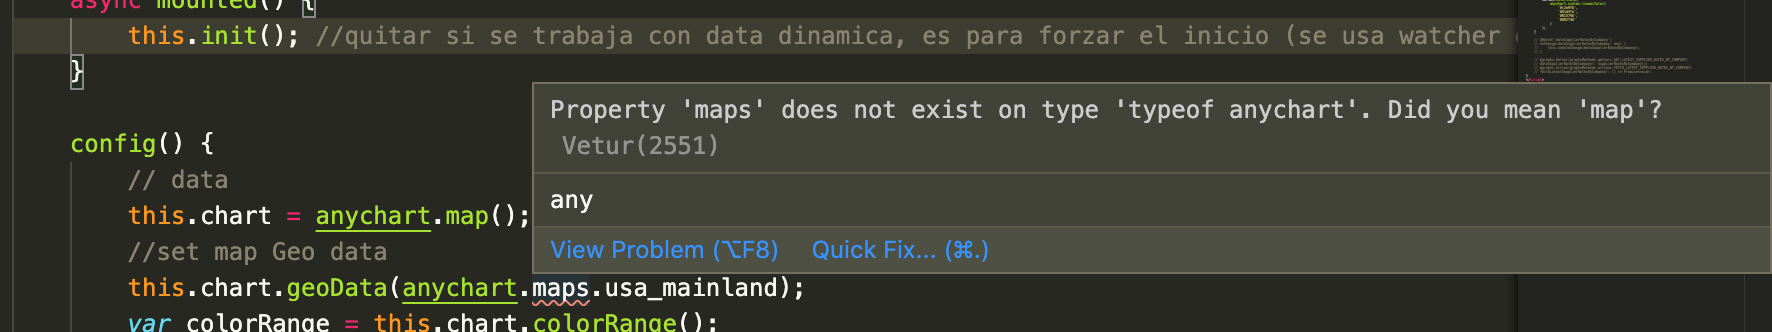 async mounted() {
this.init(); //quitar si se trabaja con data dinamica, es para forzar el inicio (se usa watcher
}
Property 'maps' does not exist on type 'typeof anychart'. Did you mean 'map'?
Vetur(2551)
any
View Problem (⌥F8) Quick Fix... (⌘.)
config() {
// data
this.chart = anychart.map();
//set map Geo data
this.chart.geoData(anychart.maps.usa_mainland);
var colorRange = this.chart.colorRange();